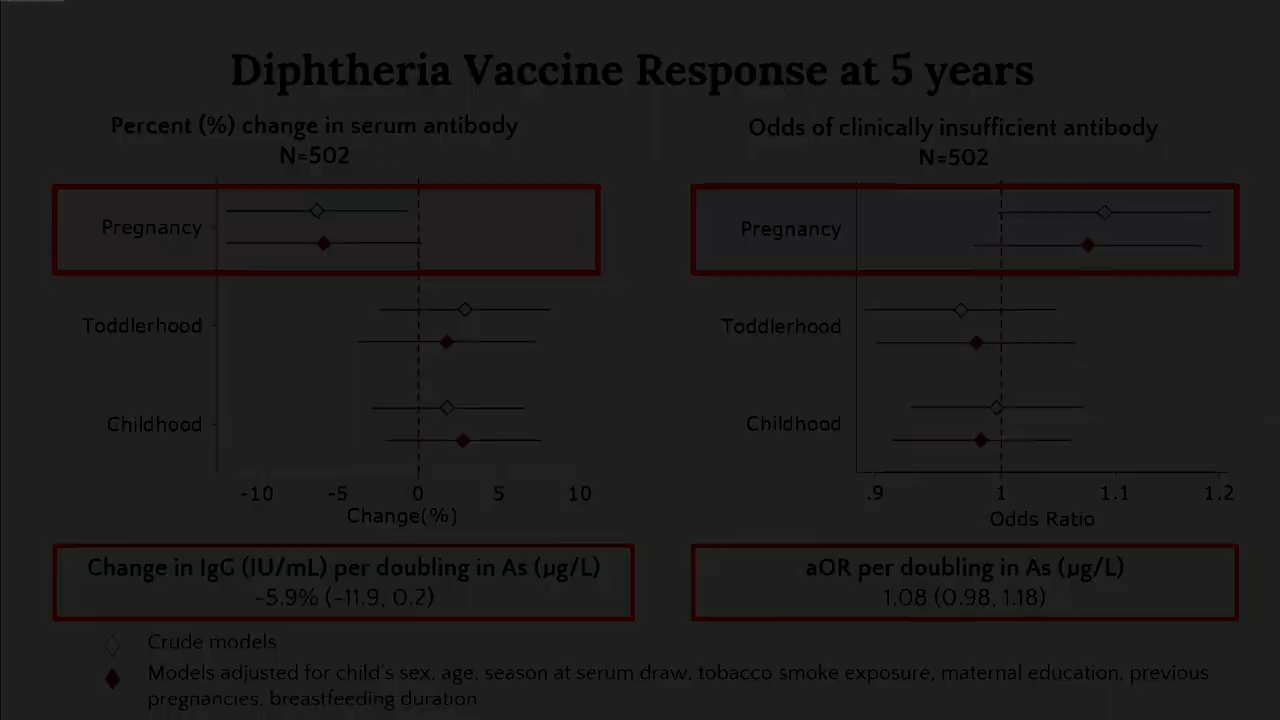 Diphtheria Vaccine Response at 5 years
Percent (%) change in serum antibody
N=502
Pregnancy
Toddlerhood
Childhood
-10 -5 0 5 10
Change(%)
Change in IgG (IU/mL) per doubling in As (µg/L)
-5.9% (-11.9, 0.2)
Odds of clinically insufficient antibody
N=502
Pregnancy
Toddlerhood
Childhood
.9 1 1.1 1.2
Odds Ratio
aOR per doubling in As (µg/L)
1.08 (0.98, 1.18)
Crude models
Models adjusted for child's sex, age, season at serum draw, tobacco smoke exposure, maternal education, previous
pregnancies, breastfeeding duration